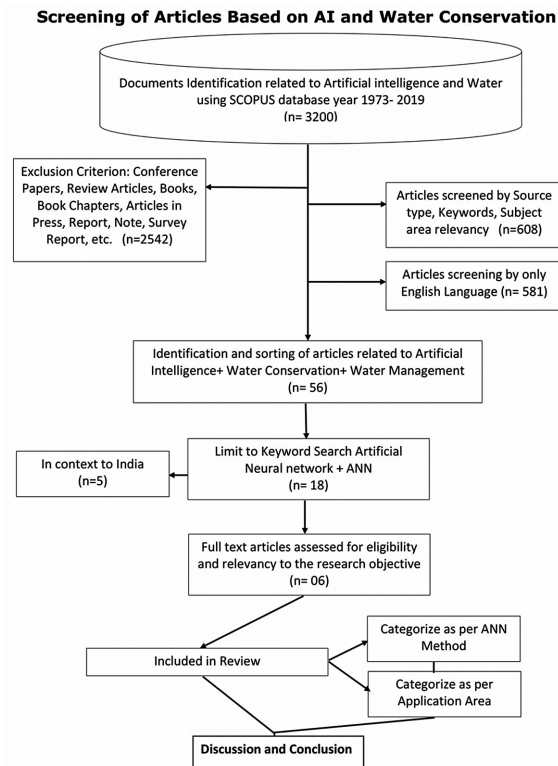 Screening of Articles Based on AI and Water Conservation
Documents Identification related to Artificial intelligence and Water
using SCOPUS database year 1973- 2019
(n= 3200)
Exclusion Criterion: Conference
Papers, Review Articles, Books,
Book Chapters, Articles in
Press, Report, Note, Survey
Report, etc. (n=2542)
Articles screened by Source
type, Keywords, Subject
area relevancy (n=608)
Articles screening by only
English Language (n= 581)
Identification and sorting of articles related to Artificial
Intelligence+ Water Conservation+ Water Management
(n= 56)
Limit to Keyword Search Artificial
Neural network + ANN
(n= 18)
In context to India
(n=5)
Full text articles assessed for eligibility
and relevancy to the research objective
(n= 06)
Included in Review
Categorize as per ANN
Method
Categorize as per
Application Area
Discussion and Conclusion